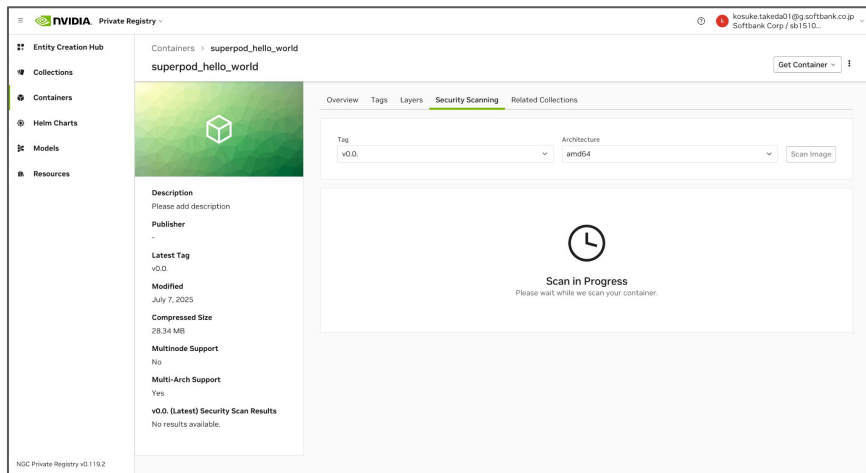 NVIDIA. Private Registry
kosuke.takeda01@g.softbank.co.jp
k
Softbank Corp / sb1510...
Entity Creation Hub
Collections
Containers
Helm Charts
Models
Resources
Containers > superpod_hello_world
superpod_hello_world
Get Container
Overview Tags Layers Security Scanning Related Collections
Tag
v0.0.
Architecture
amd64
Scan Image
Scan in Progress
Please wait while we scan your container.
Description
Please add description
Publisher
-
Latest Tag
v0.0.
Modified
July 7, 2025
Compressed Size
28.34 MB
Multinode Support
No
Multi-Arch Support
Yes
v0.0. (Latest) Security Scan Results
No results available.
NGC Private Registry v0.119.2